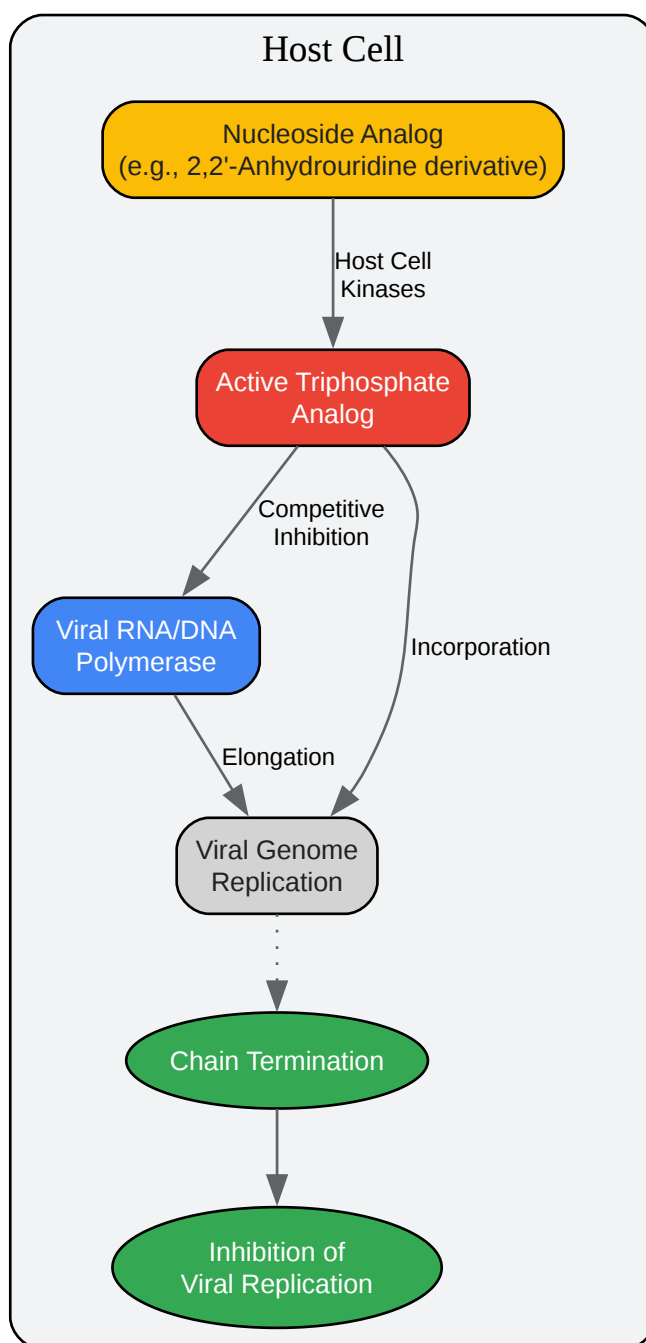 Host Cell
Nucleoside Analog
(e.g., 2,2'-Anhydrouridine derivative)
Host Cell
Kinases
Active Triphosphate
Analog
Competitive
Inhibition
Viral RNA/DNA
Polymerase
Incorporation
Elongation
Viral Genome
Replication
Chain Termination
Inhibition of
Viral Replication